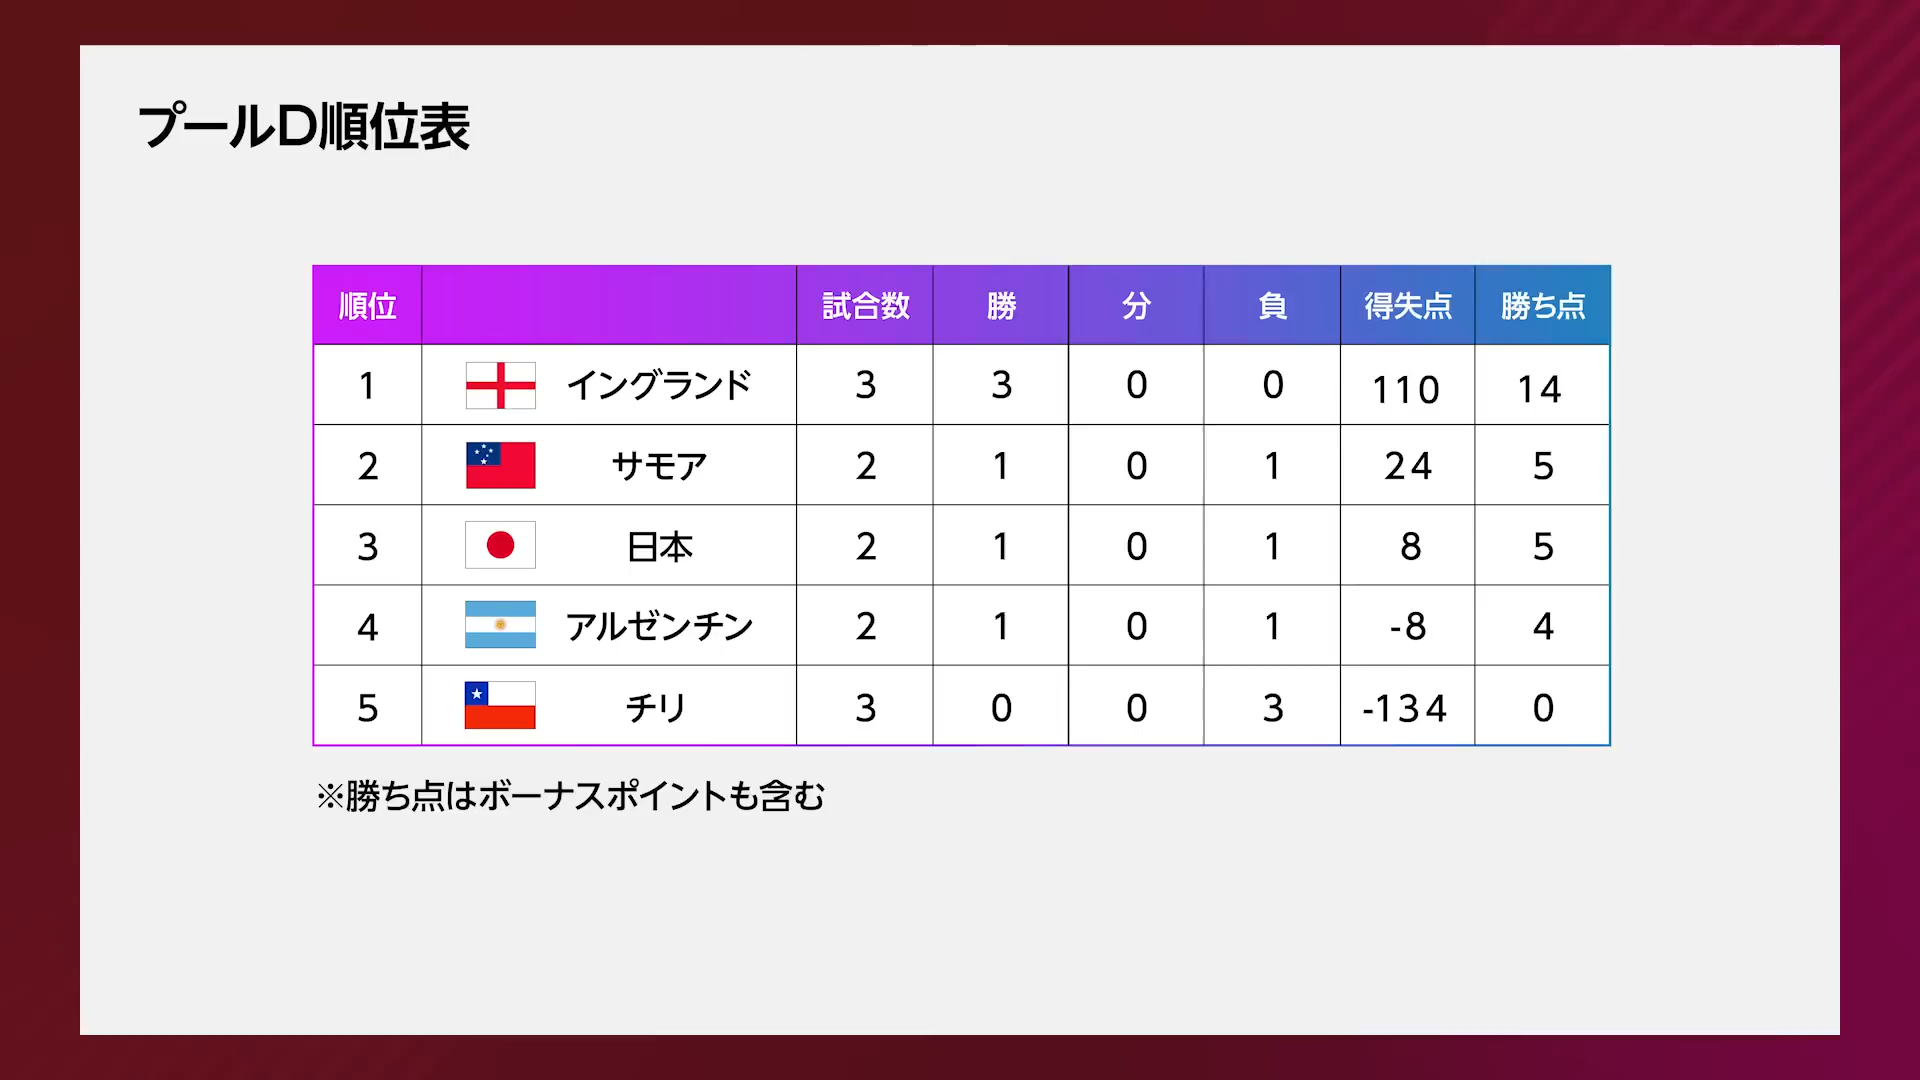 プールD順位表
順位 試合数 勝 分 負 得失点 勝ち点
1 イングランド 3 3 0 0 110 14
2 サモア 2 1 0 1 24 5
3 日本 2 1 0 1 8 5
4 アルゼンチン 2 1 0 1 -8 4
5 チリ 3 0 0 3 -134 0
※勝ち点はボーナスポイントも含む